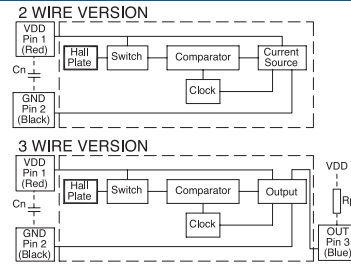 2 WIRE VERSION
VDD
Pin 1
(Red)
Cn
GND
Pin 2
(Black)
Hall
Plate
Switch
Comparator
Current
Source
Clock
3 WIRE VERSION
VDD
Pin 1
(Red)
Cn
GND
Pin 2
(Black)
Hall
Plate
Switch
Comparator
Output
Clock
VDD
OUT
Pin 3
(Blue)